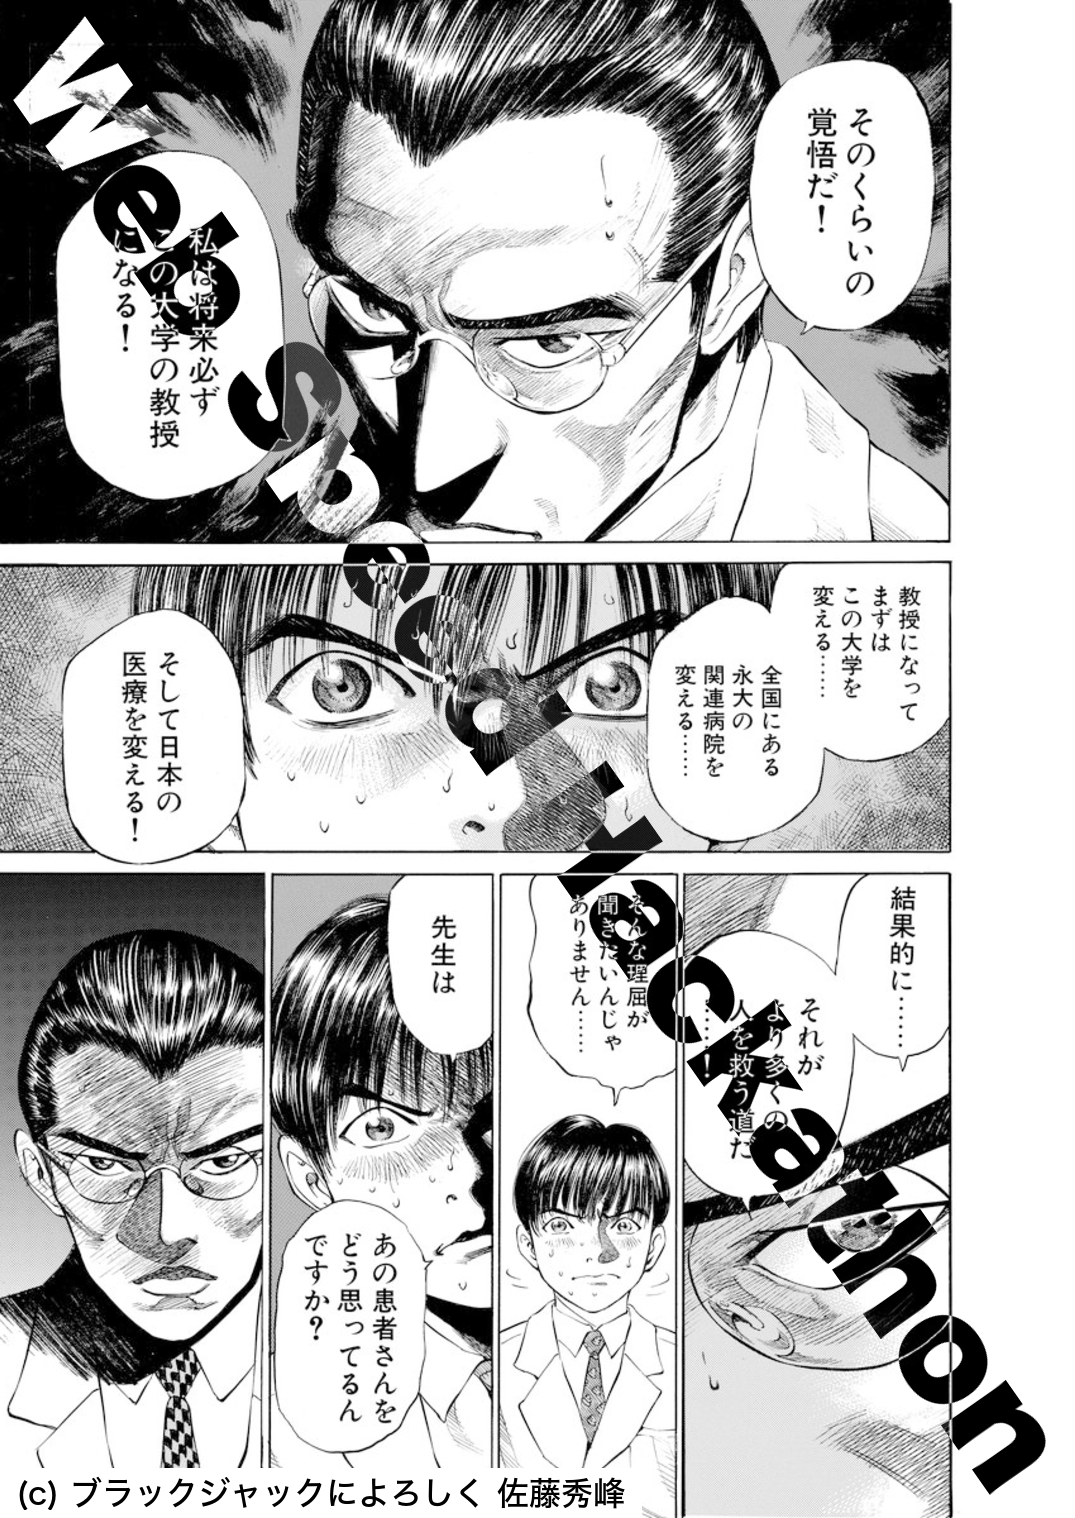 そのくらいの
覚悟だ！
私は将来必ず
この大学の教授
になる！
教授になって
まずは
この大学を
変える……
全国にある
永大の
関連病院を
変える……
そして日本の
医療を変える！
結果的に……
それが
より多くの
人を救う道だ
……！
そんな理屈が
聞きたいんじゃ
ありません……
先生は
あの患者さんを
どう思ってるん
ですか？
Web Speed Hackathon
(c) ブラックジャックによろしく 佐藤秀峰